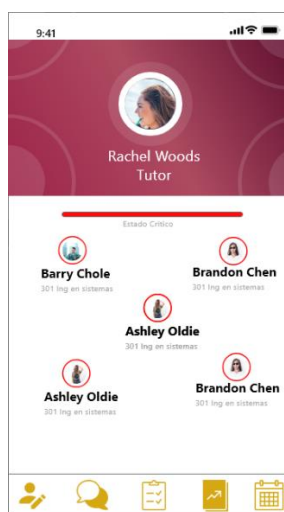 9:41
Rachel Woods
Tutor
Estado Crítico
Barry Chole
301 Ing en sistemas
Brandon Chen
301 Ing en sistemas
Ashley Oldie
301 Ing en sistemas
Ashley Oldie
301 Ing en sistemas
Brandon Chen
301 Ing en sistemas